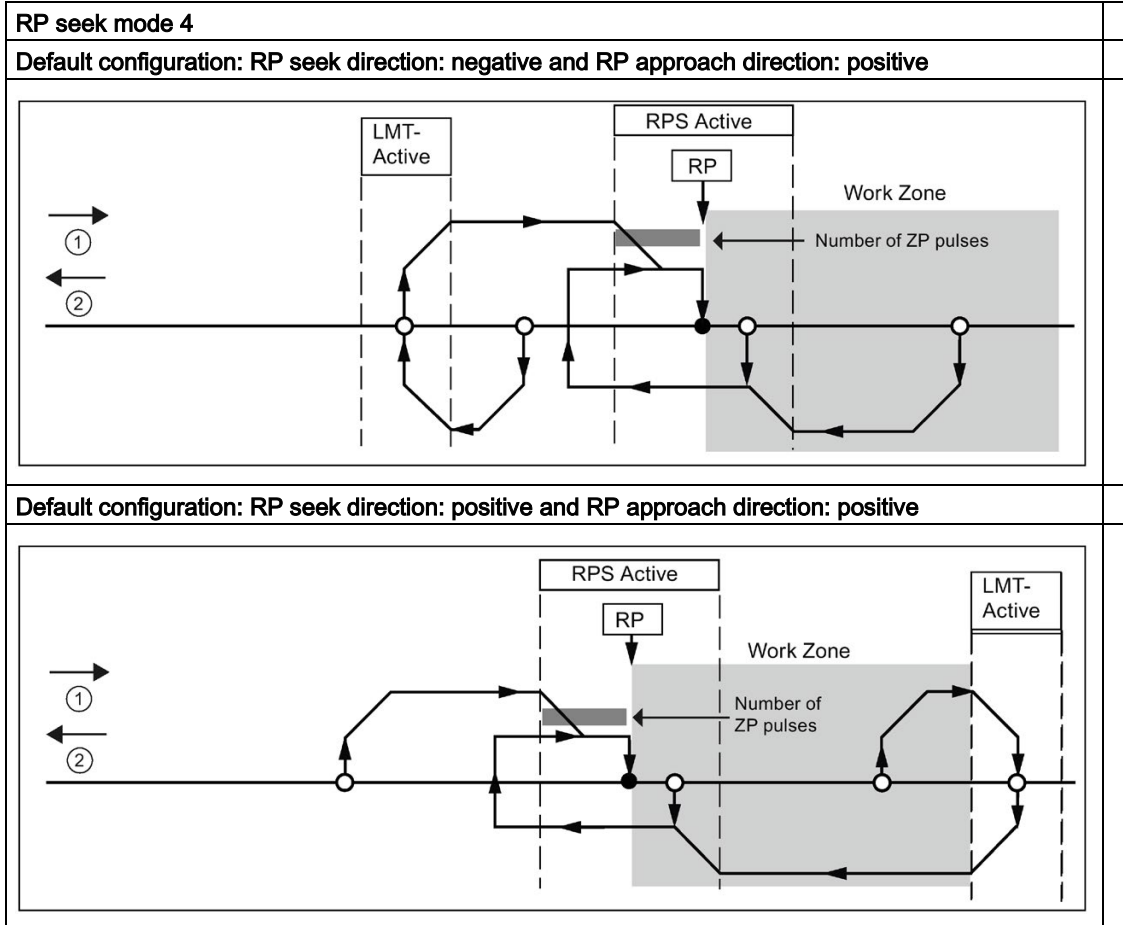 RP seek mode 4
Default configuration: RP seek direction: negative and RP approach direction: positive
LMT-
Active
RPS Active
RP
Work Zone
1
Number of ZP pulses
2
Default configuration: RP seek direction: positive and RP approach direction: positive
RPS Active
LMT-
Active
RP
Work Zone
1
Number of
ZP pulses
2